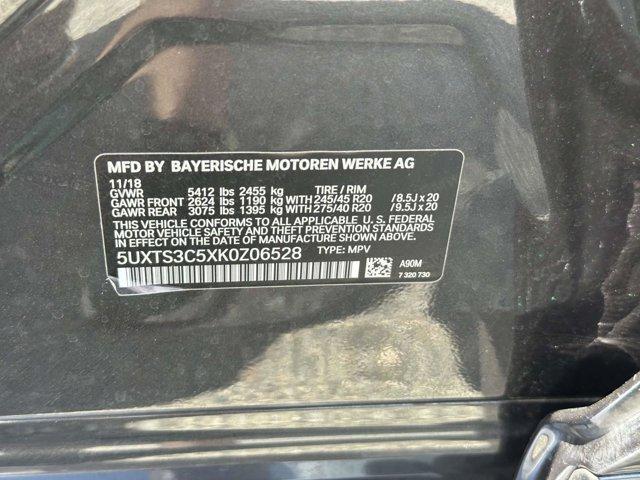 MFD BY BAYERISCHE MOTOREN WERKE AG
11/18
GVWR 5412 lbs 2455 kg TIRE / RIM
GAWR FRONT 2624 lbs 1190 kg WITH 245/45 R20 /8.5J x 20
GAWR REAR 3075 lbs 1395 kg WITH 275/40 R20 /9.5J x 20
THIS VEHICLE CONFORMS TO ALL APPLICABLE U. S. FEDERAL
MOTOR VEHICLE SAFETY AND THEFT PREVENTION STANDARDS
IN EFFECT ON THE DATE OF MANUFACTURE SHOWN ABOVE.
5UXTS3C5XK0Z06528 TYPE: MPV
A90M
7 320 730